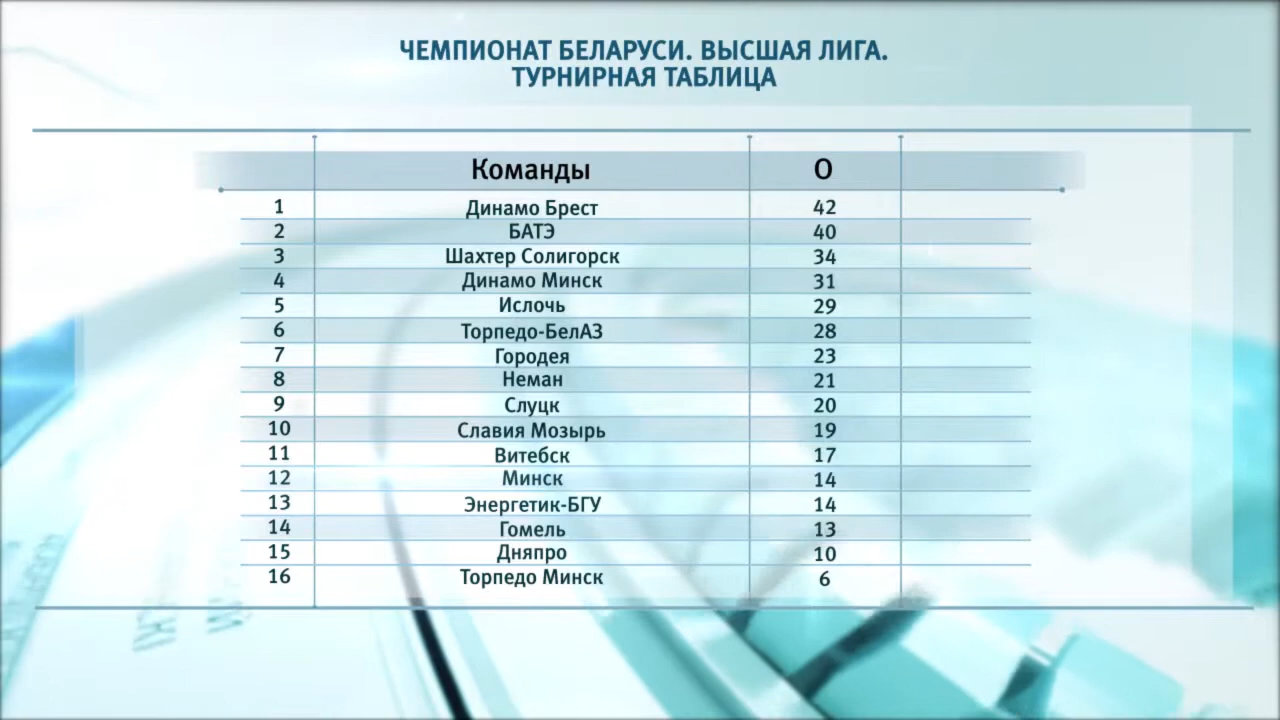 ЧЕМПИОНАТ БЕЛАРУСИ. ВЫСШАЯ ЛИГА.
ТУРНИРНАЯ ТАБЛИЦА
Команды О
1 Динамо Брест 42
2 БАТЭ 40
3 Шахтер Солигорск 34
4 Динамо Минск 31
5 Ислочь 29
6 Торпедо-БелАЗ 28
7 Городея 23
8 Неман 21
9 Слуцк 20
10 Славия Мозырь 19
11 Витебск 17
12 Минск 14
13 Энергетик-БГУ 14
14 Гомель 13
15 Дняпро 10
16 Торпедо Минск 6